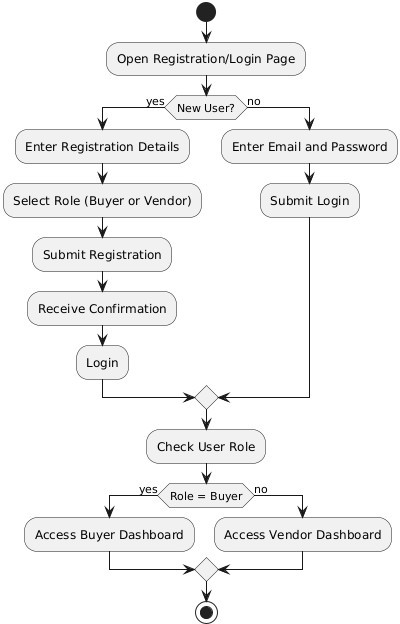 Open Registration/Login Page
yes
New User?
no
Enter Registration Details
Enter Email and Password
Select Role (Buyer or Vendor)
Submit Login
Submit Registration
Receive Confirmation
Login
Check User Role
yes
Role = Buyer
no
Access Buyer Dashboard
Access Vendor Dashboard